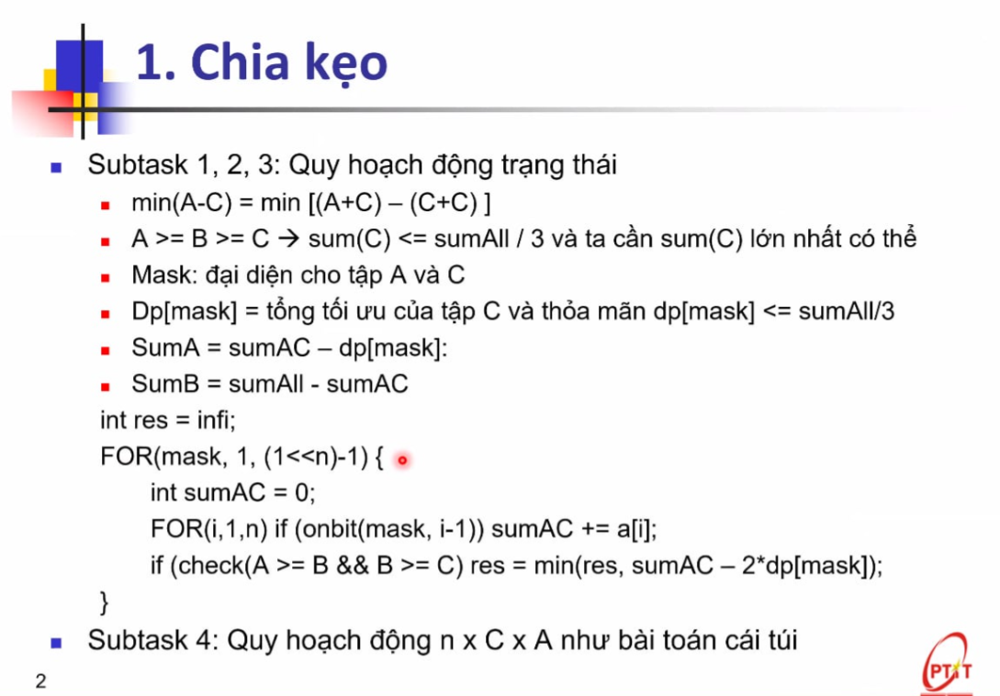 1. Chia kẹo
Subtask 1, 2, 3: Quy hoạch động trạng thái
min(A-C) = min [(A+C) – (C+C) ]
A >= B >= C → sum(C) <= sumAll / 3 và ta cần sum(C) lớn nhất có thể
Mask: đại diện cho tập A và C
Dp[mask] = tổng tối ưu của tập C và thỏa mãn dp[mask] <= sumAll/3
SumA = sumAC – dp[mask]:
SumB = sumAll - sumAC
int res = infi;
FOR(mask, 1, (1<<n)-1) {
int sumAC = 0;
FOR(i,1,n) if (onbit(mask, i-1)) sumAC += a[i];
if (check(A >= B && B >= C) res = min(res, sumAC – 2*dp[mask]);
}
Subtask 4: Quy hoạch động n x C x A như bài toán cái túi
2
PTIT